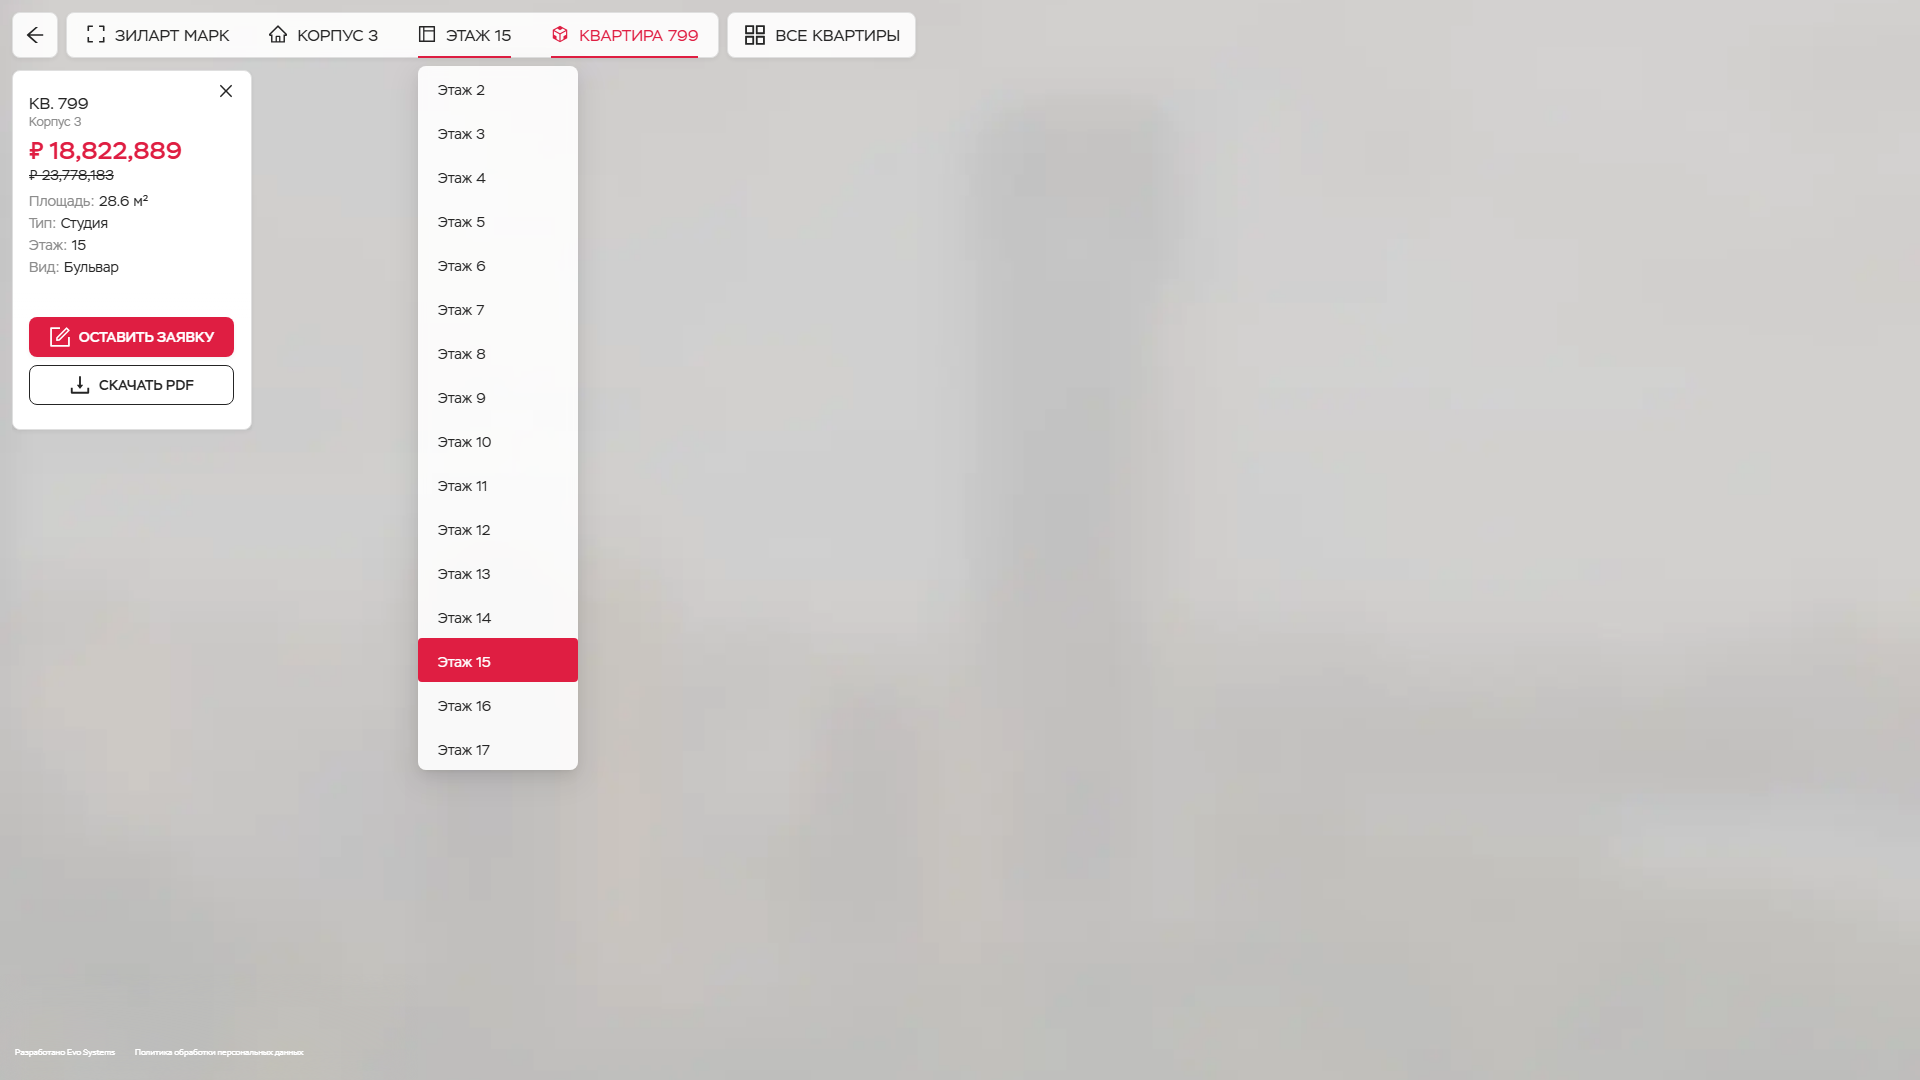 ЗИЛАРТ МАРК
КОРПУС 3
ЭТАЖ 15
КВАРТИРА 799
ВСЕ КВАРТИРЫ
КВ. 799
Корпус 3
₽ 18,822,889
₽ 23,778,183
Площадь: 28.6 м²
Тип: Студия
Этаж: 15
Вид: Бульвар
ОСТАВИТЬ ЗАЯВКУ
СКАЧАТЬ PDF
Этаж 2
Этаж 3
Этаж 4
Этаж 5
Этаж 6
Этаж 7
Этаж 8
Этаж 9
Этаж 10
Этаж 11
Этаж 12
Этаж 13
Этаж 14
Этаж 15
Этаж 16
Этаж 17
Разработано Evo Systems
Политика обработки персональных данных